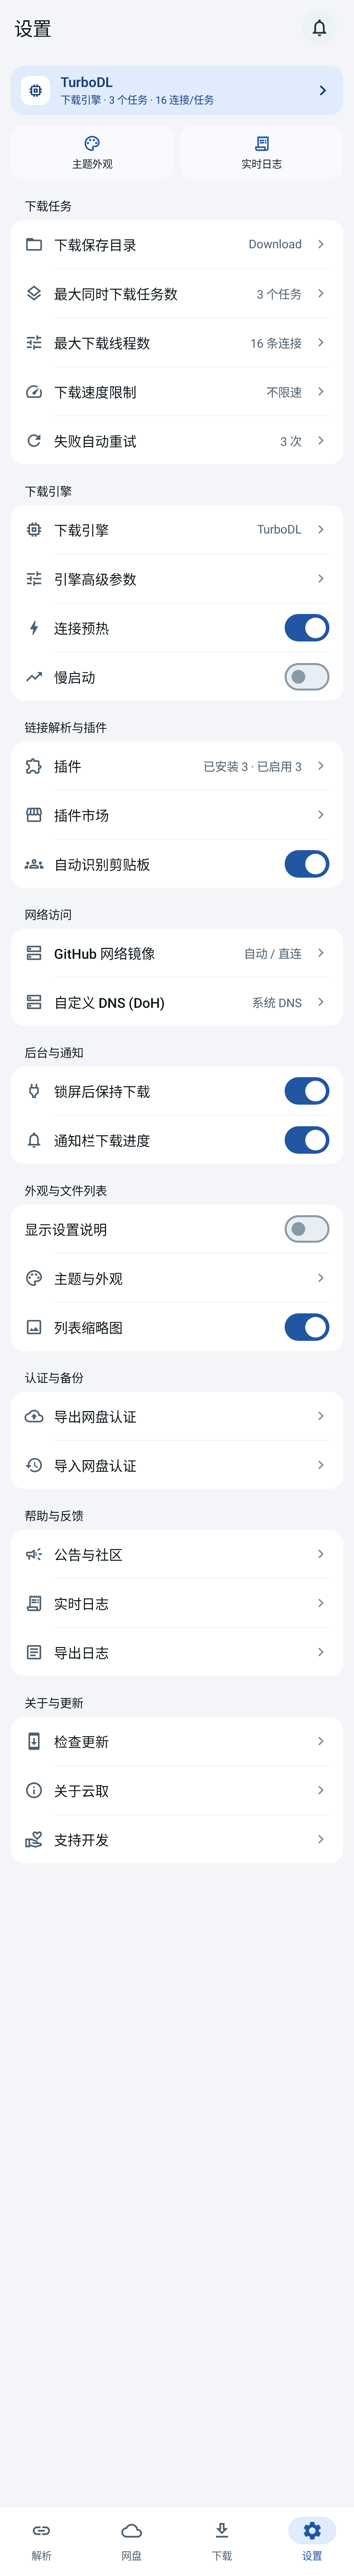 设置
TurboDL
下载引擎 · 3 个任务 · 16 连接/任务
主题外观
实时日志
下载任务
下载保存目录 Download
最大同时下载任务数 3 个任务
最大下载线程数 16 条连接
下载速度限制 不限速
失败自动重试 3 次
下载引擎
下载引擎 TurboDL
引擎高级参数
连接预热
慢启动
链接解析与插件
插件 已安装 3 · 已启用 3
插件市场
自动识别剪贴板
网络访问
GitHub 网络镜像 自动 / 直连
自定义 DNS (DoH) 系统 DNS
后台与通知
锁屏后保持下载
通知栏下载进度
外观与文件列表
显示设置说明
主题与外观
列表缩略图
认证与备份
导出网盘认证
导入网盘认证
帮助与反馈
公告与社区
实时日志
导出日志
关于与更新
检查更新
关于云取
支持开发
解析 网盘 下载 设置